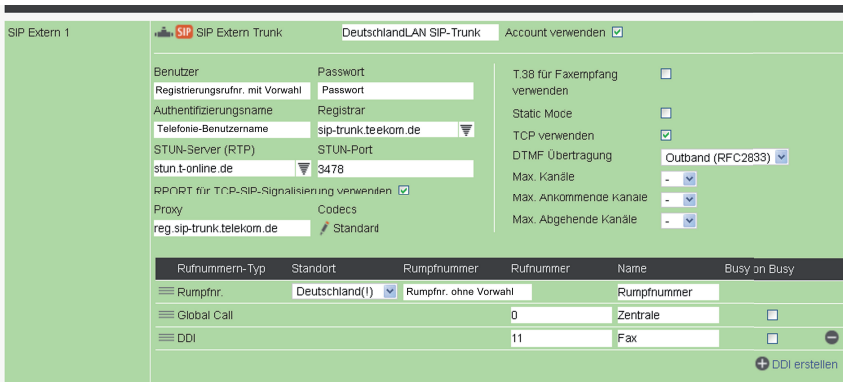 SIP Extern 1
SIP SIP Extern Trunk DeutschlandLAN SIP-Trunk Account verwenden
Benutzer Passwort
Registrierungsrufnr. mit Vorwahl Passwort
Authentifizierungsname Registrar
Telefonie-Benutzername sip-trunk.teekom.de
STUN-Server (RTP) STUN-Port
stun.t-online.de 3478
RPORT für TCP-SIP-Signalisierung verwenden
Proxy Codecs
reg.sip-trunk.telekom.de Standard
T.38 für Faxempfang
verwenden
Static Mode
TCP verwenden
DTMF Übertragung Outband (RFC2833)
Max. Kanäle -
Max. Ankommende Kanäle -
Max. Abgehende Kanäle -
Rufnummern-Typ Standort Rumpfnummer Rufnummer Name Busy on Busy
Rumpfnr. Deutschland(!) Rumpfnr. ohne Vorwahl Rumpfnummer
Global Call 0 Zentrale
DDI 11 Fax
DDI erstellen